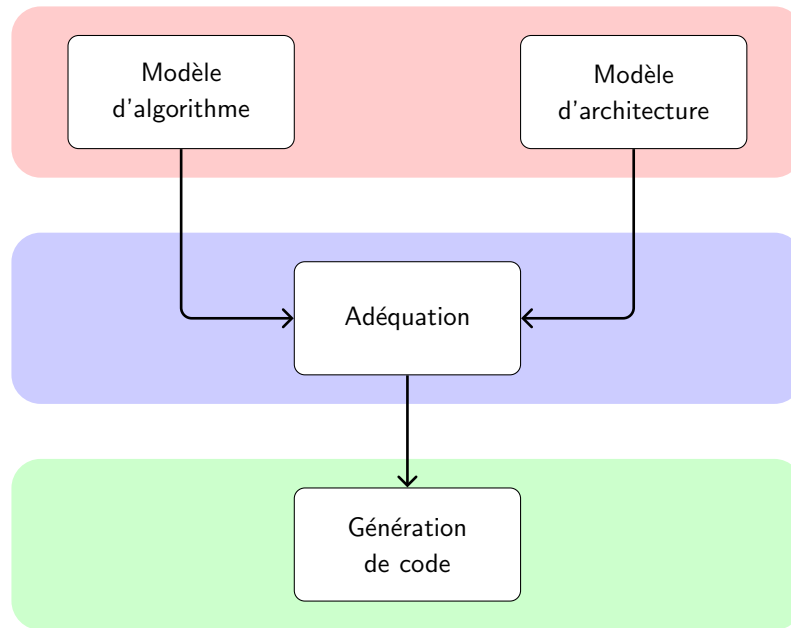 Modèle
d'algorithme
Modèle
d'architecture
Adéquation
Génération
de code